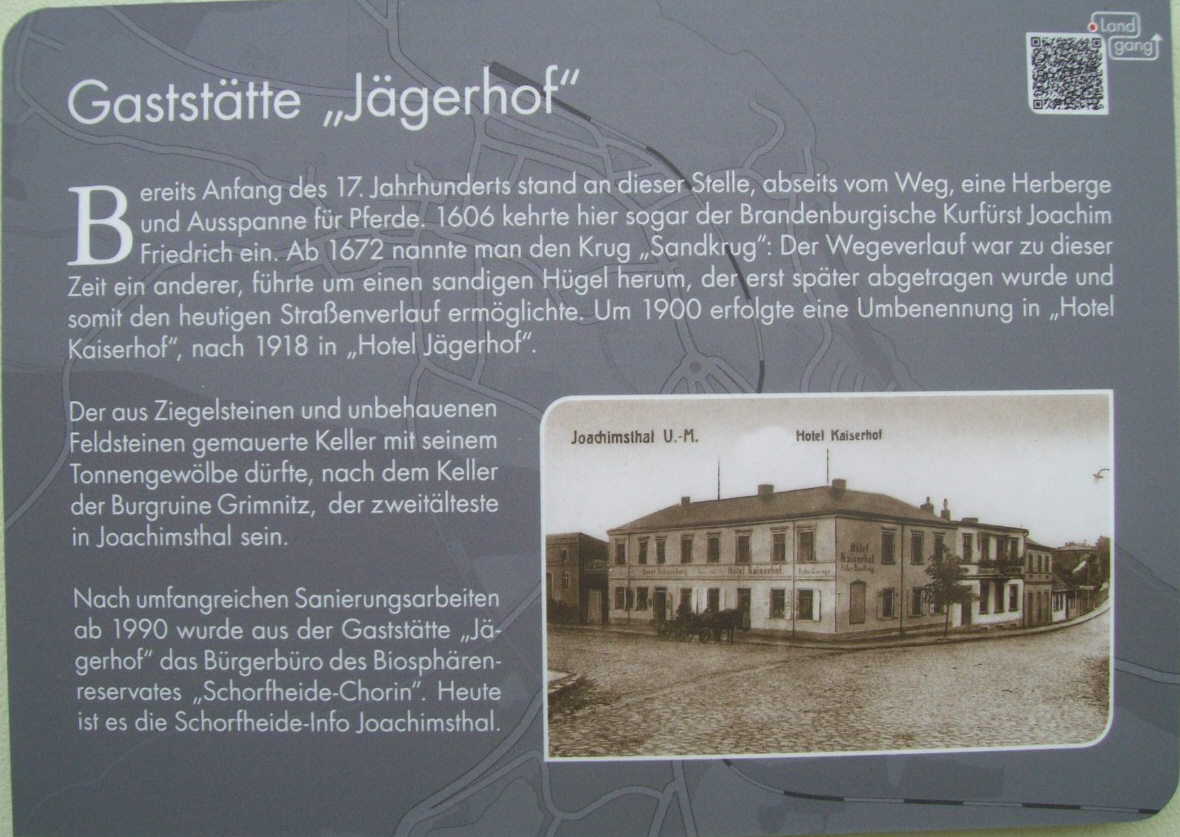 Land
gang
Gaststätte „Jägerhof“
Bereits Anfang des 17. Jahrhunderts stand an dieser Stelle, abseits vom Weg, eine Herberge
und Ausspanne für Pferde. 1606 kehrte hier sogar der Brandenburgische Kurfürst Joachim
Friedrich ein. Ab 1672 nannte man den Krug „Sandkrug“: Der Wegeverlauf war zu dieser
Zeit ein anderer, führte um einen sandigen Hügel herum, der erst später abgetragen wurde und
somit den heutigen Straßenverlauf ermöglichte. Um 1900 erfolgte eine Umbenennung in „Hotel
Kaiserhof“, nach 1918 in „Hotel Jägerhof“.
Der aus Ziegelsteinen und unbehauenen
Feldsteinen gemauerte Keller mit seinem
Tonnengewölbe dürfte, nach dem Keller
der Burgruine Grimnitz, der zweitälteste
in Joachimsthal sein.
Nach umfangreichen Sanierungsarbeiten
ab 1990 wurde aus der Gaststätte „Jä-
gerhof“ das Bürgerbüro des Biosphären-
reservates „Schorfheide-Chorin“. Heute
ist es die Schorfheide-Info Joachimsthal.
Joachimsthal U.-M.
Hotel Kaiserhof
Hotel Kaiserhof
Hôtel
Kaiserhof